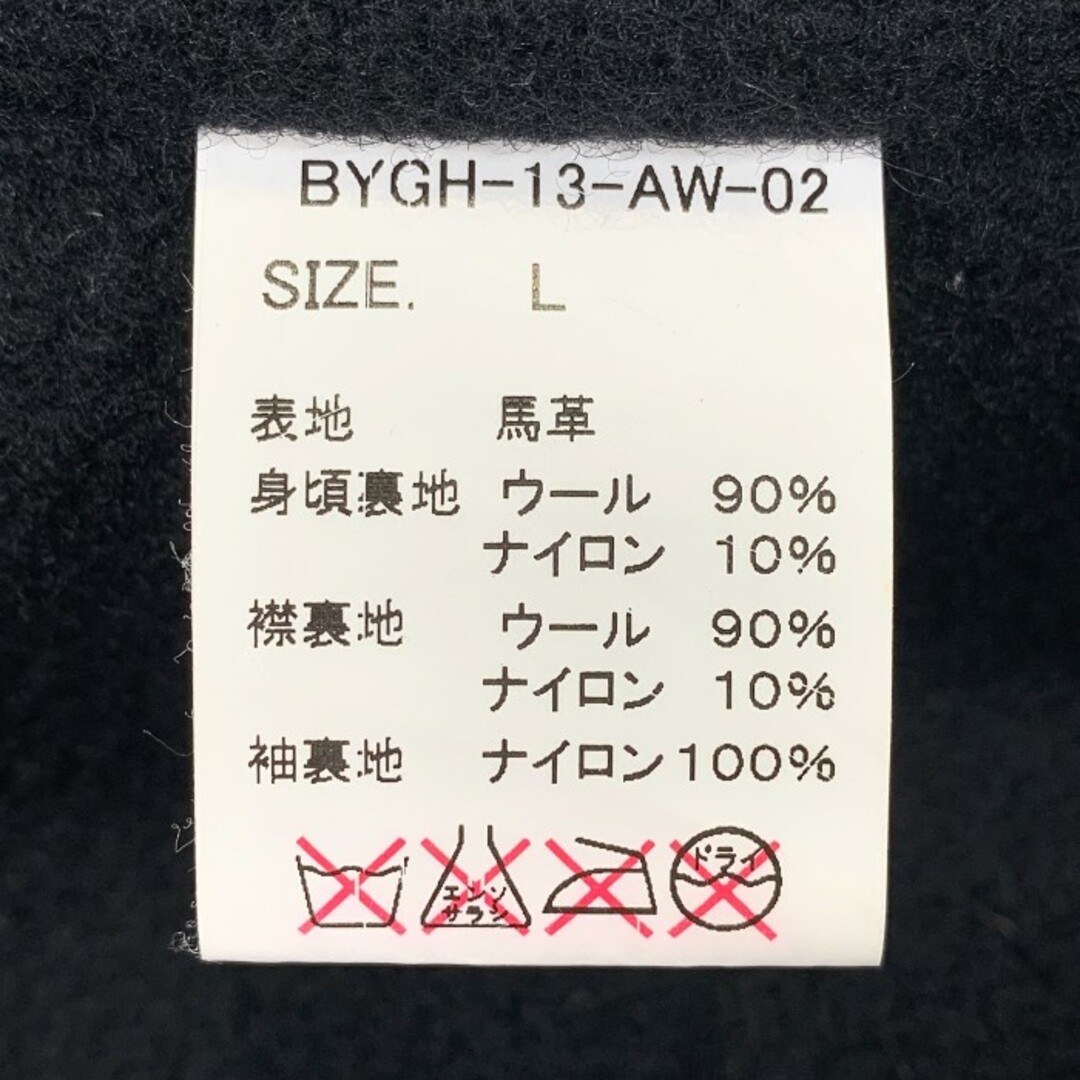 BYGH-13-AW-02
SIZE. L
表地 馬革
身頃裏地 ウール 90%
ナイロン 10%
襟裏地 ウール 90%
ナイロン 10%
袖裏地 ナイロン100%
エンソ
サラシ
ドライ